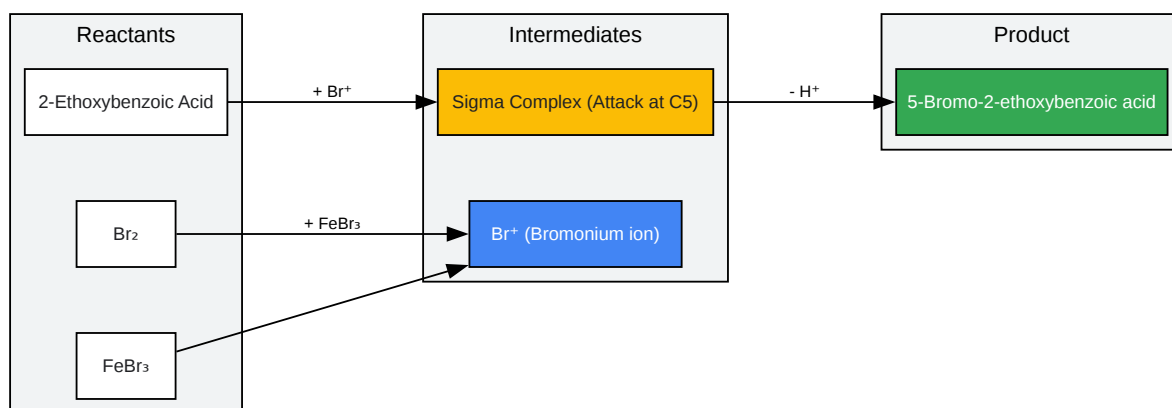 Reactants
Intermediates
Product
2-Ethoxybenzoic Acid
+ Br⁺
Sigma Complex (Attack at C5)
- H⁺
5-Bromo-2-ethoxybenzoic acid
Br₂
+ FeBr₃
Br⁺ (Bromonium ion)
FeBr₃